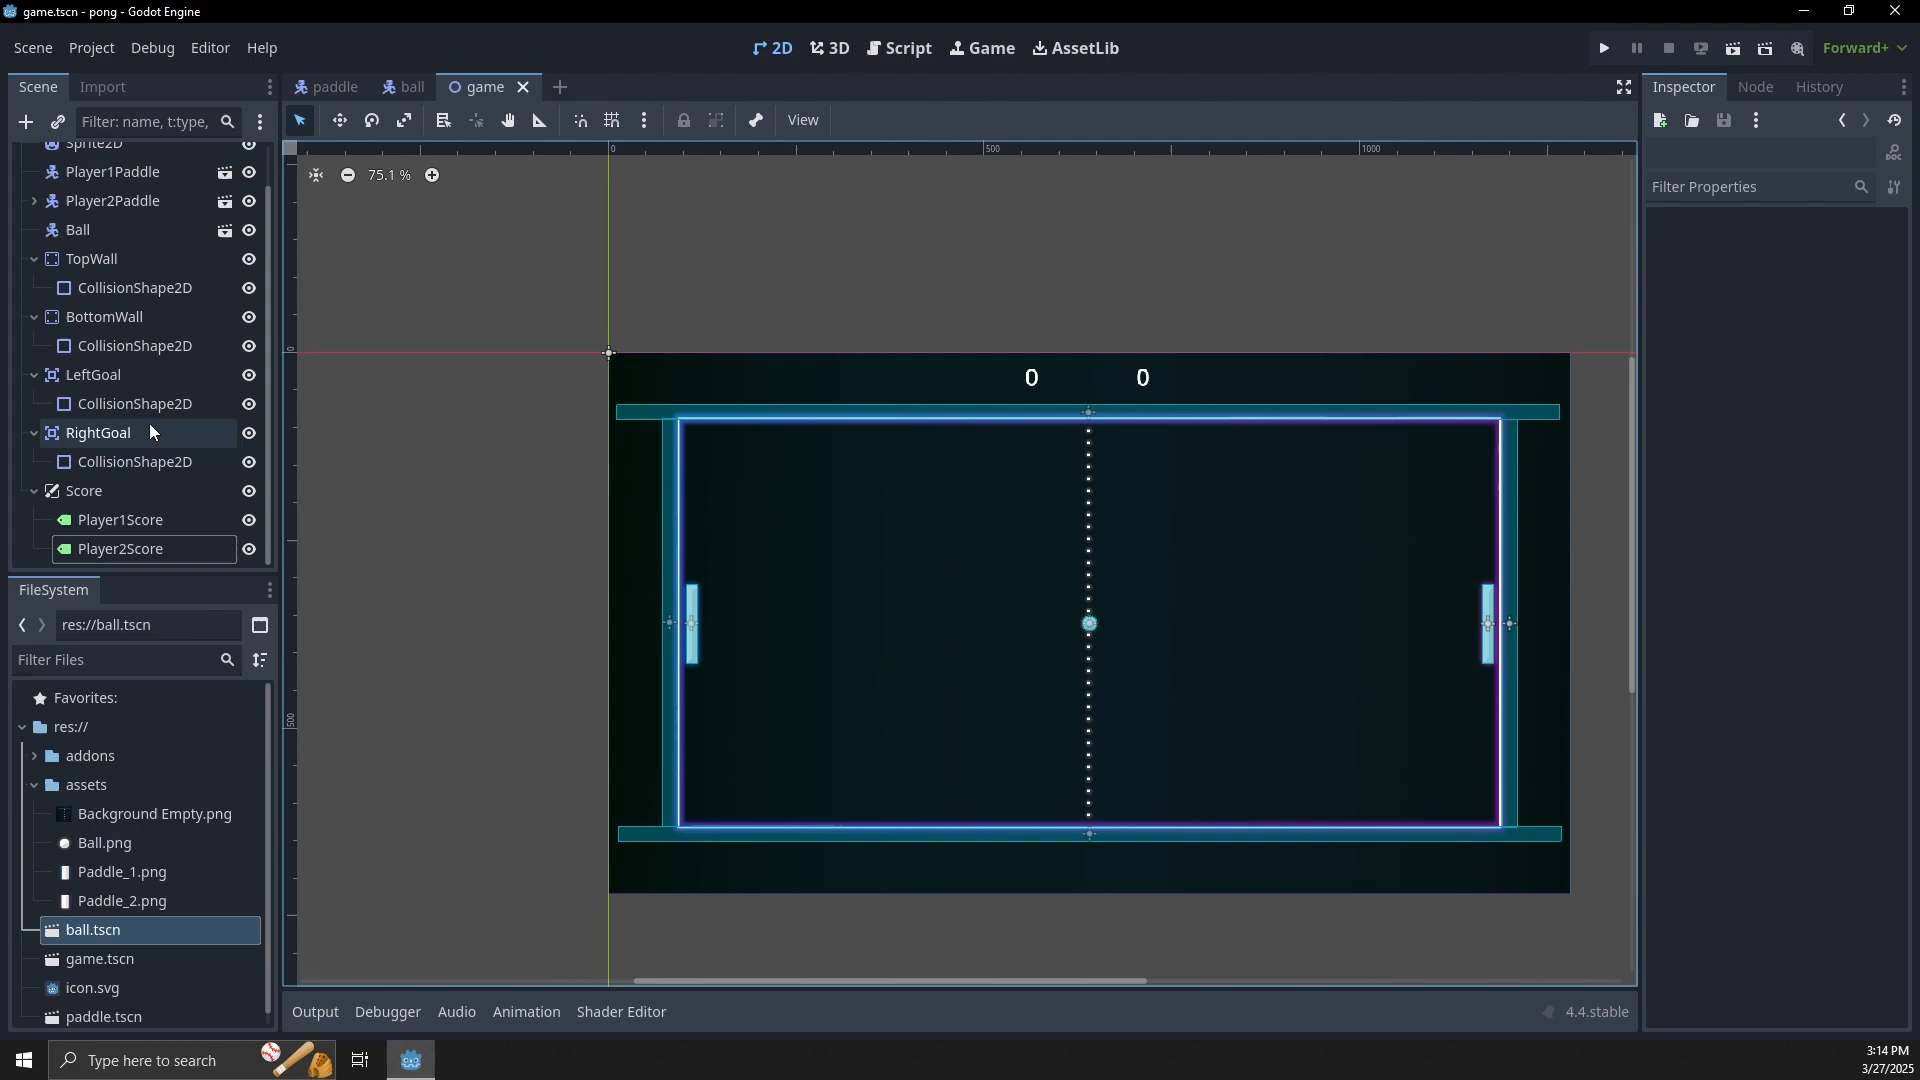 game.tscn - pong - Godot Engine
Scene Project Debug Editor Help
2D 3D Script Game AssetLib
Forward+
Scene Import
paddle ball game
Inspector Node History
Filter: name, t:type,
View
Sprite2D
Player1Paddle
Player2Paddle
Ball
TopWall
CollisionShape2D
BottomWall
CollisionShape2D
LeftGoal
CollisionShape2D
RightGoal
CollisionShape2D
Score
Player1Score
Player2Score
0 500 1000
75.1 %
0
500
0 0
DOC
Filter Properties
FileSystem
res://ball.tscn
Filter Files
Favorites:
res://
addons
assets
Background Empty.png
Ball.png
Paddle_1.png
Paddle_2.png
ball.tscn
game.tscn
icon.svg
paddle.tscn
Output Debugger Audio Animation Shader Editor
4.4.stable
Type here to search
3:14 PM
3/27/2025